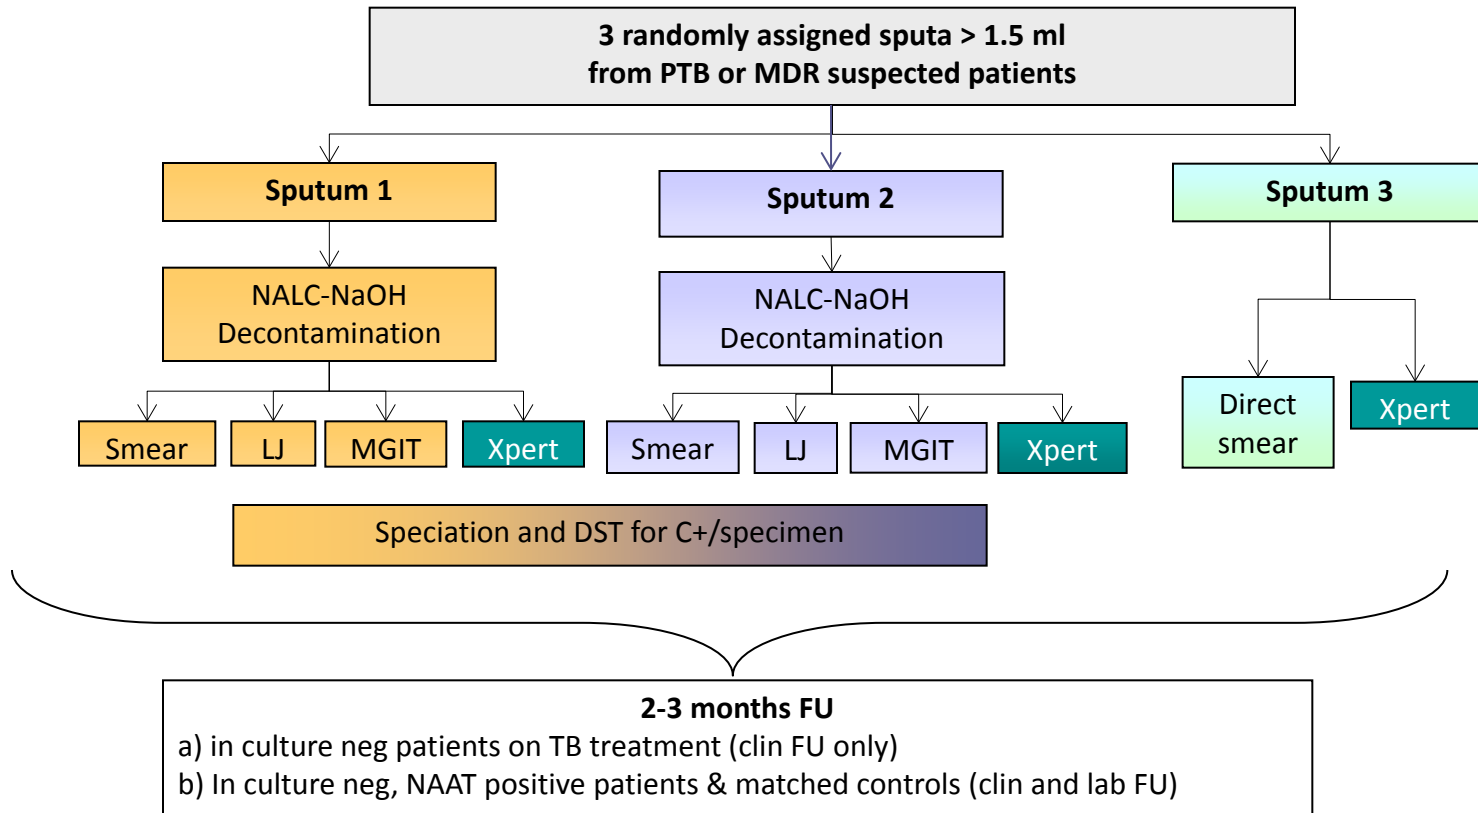 3 randomly assigned sputa > 1.5 ml
from PTB or MDR suspected patients
Sputum 1
Sputum 2
Sputum 3
NALC-NaOH
Decontamination
NALC-NaOH
Decontamination
Smear
LJ
MGIT
Xpert
Smear
LJ
MGIT
Xpert
Direct
smear
Xpert
Speciation and DST for C+/specimen
2-3 months FU
a) in culture neg patients on TB treatment (clin FU only)
b) In culture neg, NAAT positive patients & matched controls (clin and lab FU)